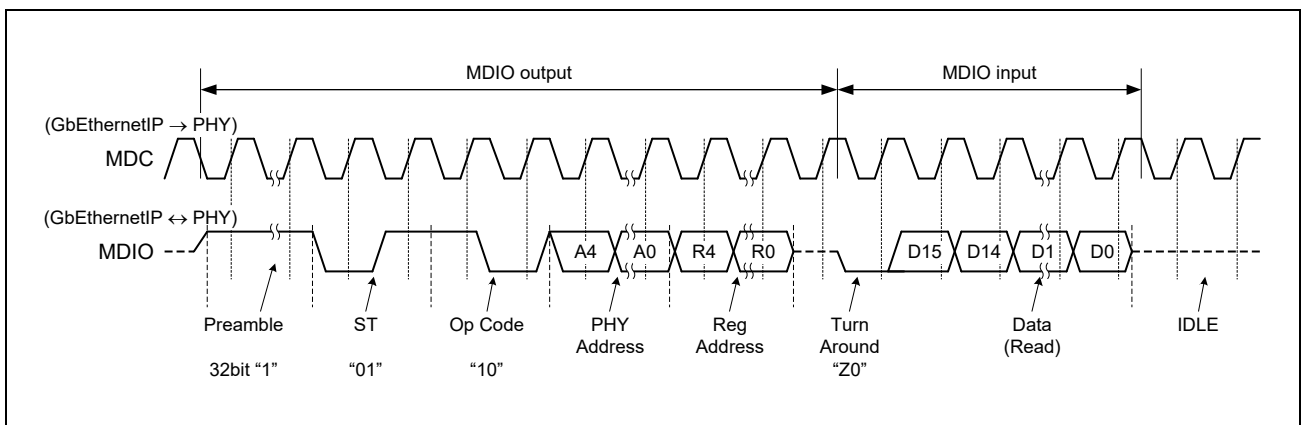 MDIO output
MDIO input
(GbEthernetIP → PHY)
MDC
(GbEthernetIP ↔ PHY)
MDIO
A4
A0
R4
R0
D15
D14
D1
D0
Preamble
32bit “1”
ST
“01”
Op Code
“10”
PHY
Address
Reg
Address
Turn
Around
“Z0”
Data
(Read)
IDLE